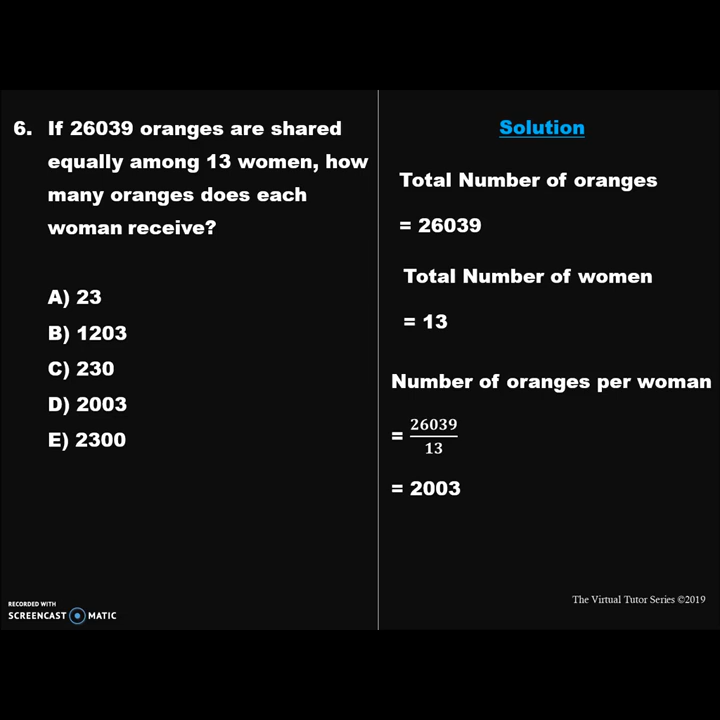 6. If 26039 oranges are shared
equally among 13 women, how
many oranges does each
woman receive?
A) 23
B) 1203
C) 230
D) 2003
E) 2300
Solution
Total Number of oranges
= 26039
Total Number of women
= 13
Number of oranges per woman
= 26039/13
= 2003
The Virtual Tutor Series ©2019
RECORDED WITH
SCREENCAST MATIC